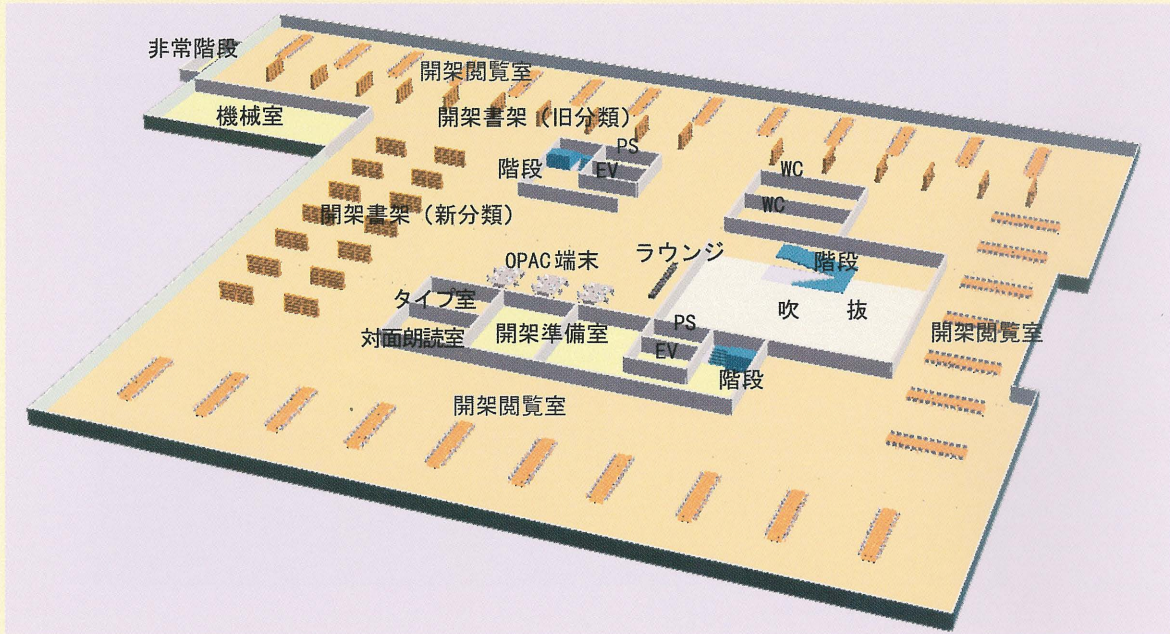 非常階段
開架閲覧室
機械室
開架書架（旧分類）
PS
階段
EV
WC
WC
開架書架（新分類）
ラウンジ
OPAC端末
階段
タイプ室
吹 抜
対面朗読室
開架準備室
PS
開架閲覧室
EV
階段
開架閲覧室